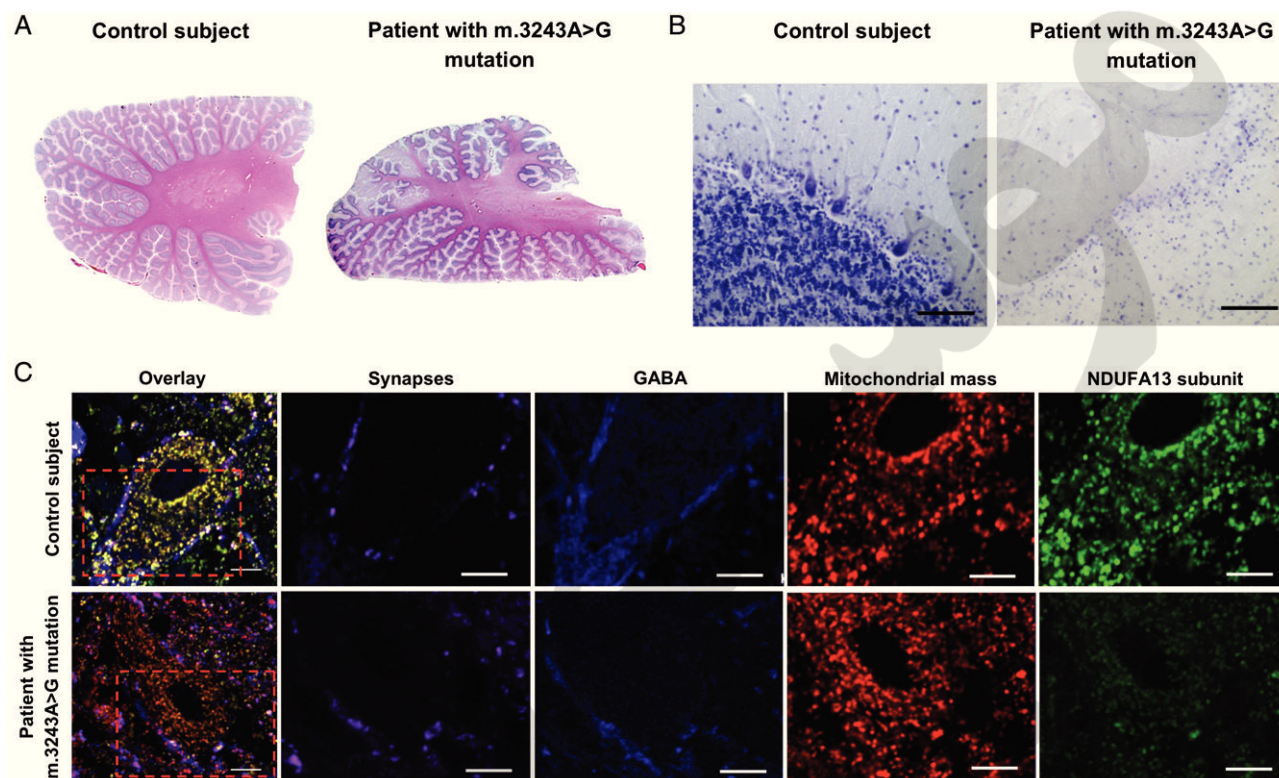 A
Control subject
Patient with m.3243A>G
mutation
B
Control subject
Patient with m.3243A>G
mutation
C
Overlay
Synapses
GABA
Mitochondrial mass
NDUFA13 subunit
Control subject
Patient with
m.3243A>G mutation